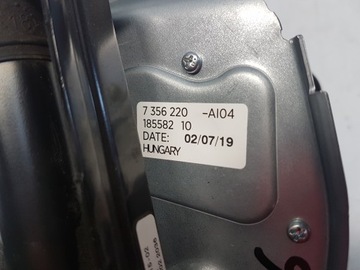 7 356 220 -AI04
185582 10
DATE: 02/07/19
HUNGARY